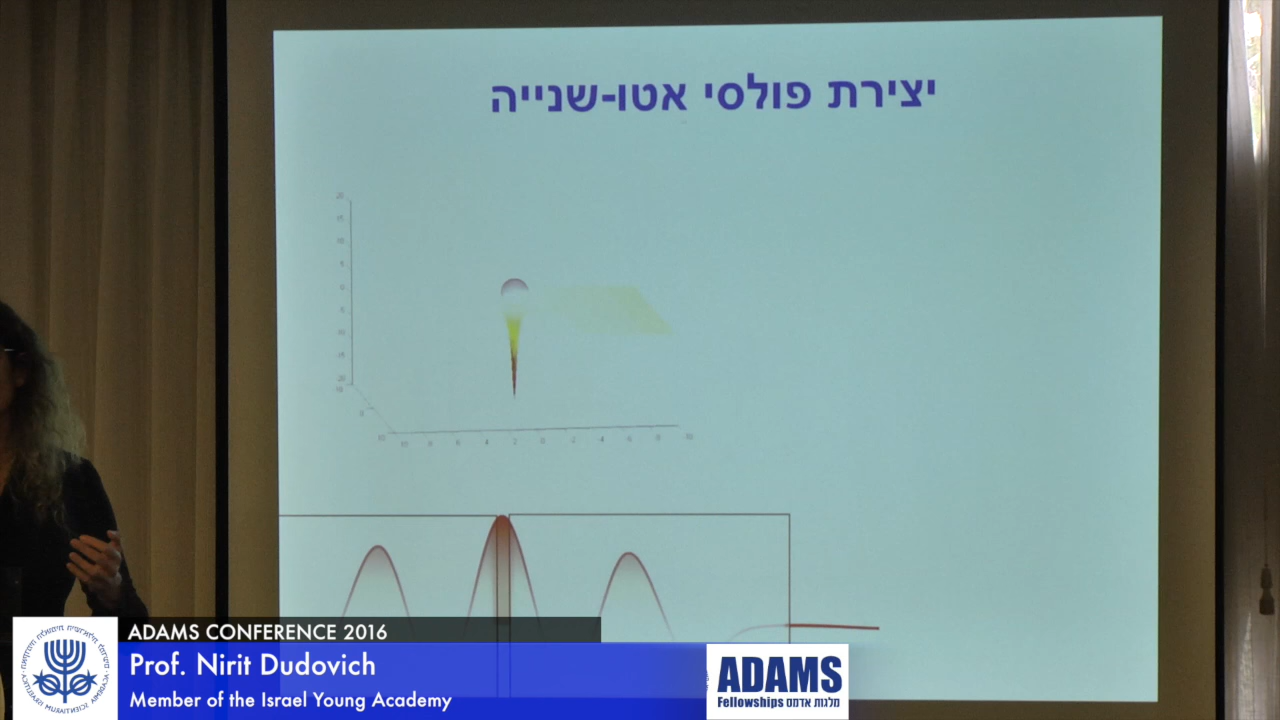 יצירת פולסי אטו-שנייה
ADAMS CONFERENCE 2016
Prof. Nirit Dudovich
Member of the Israel Young Academy
ADAMS
Fellowships מלגות אדמס